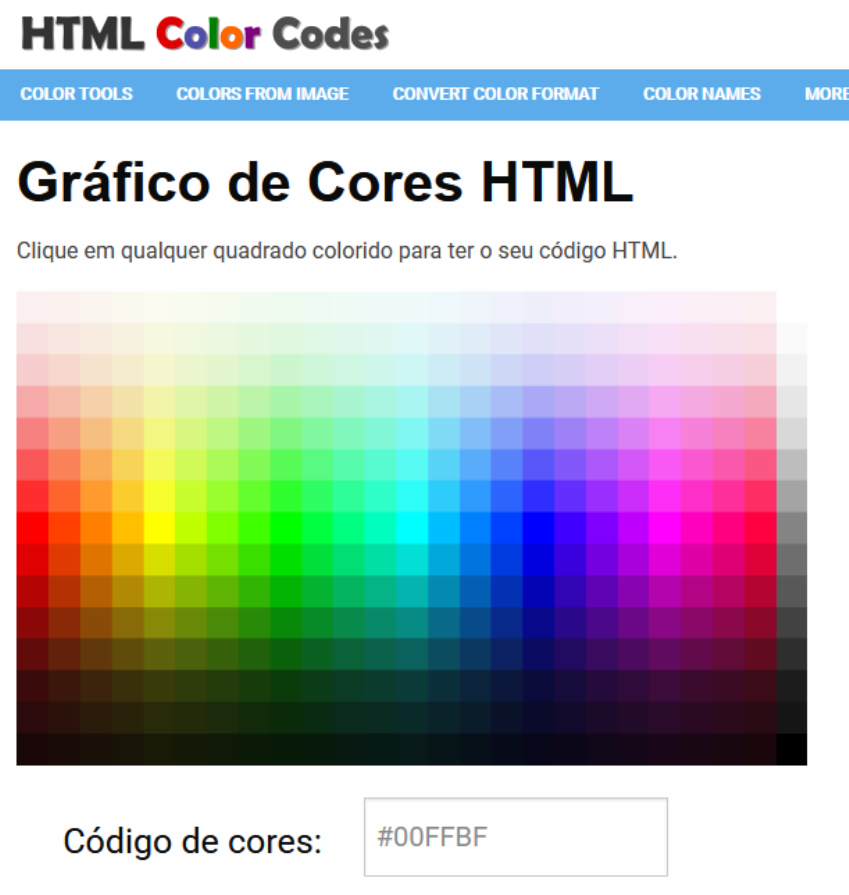 HTML Color Codes
COLOR TOOLS COLORS FROM IMAGE CONVERT COLOR FORMAT COLOR NAMES MORE
Gráfico de Cores HTML
Clique em qualquer quadrado colorido para ter o seu código HTML.
Código de cores: #00FFBF